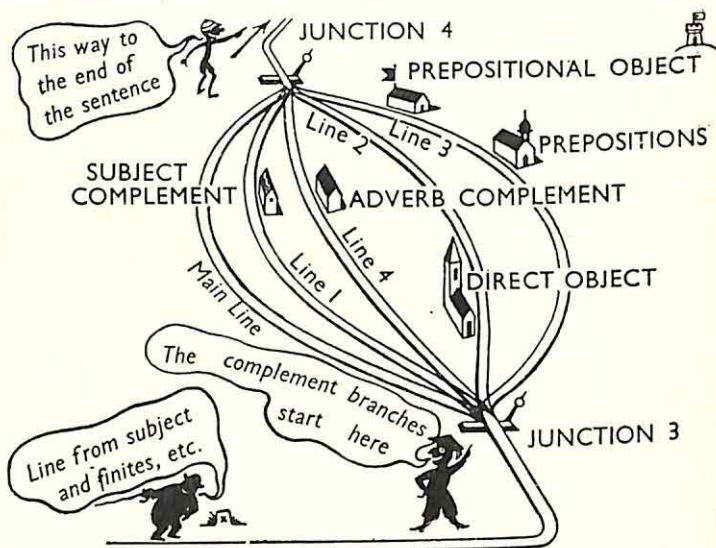 This way to
the end of
the sentence
JUNCTION 4
PREPOSITIONAL OBJECT
Line 2
Line 3
PREPOSITIONS
SUBJECT
COMPLEMENT
ADVERB COMPLEMENT
Line 4
Line 1
Main Line
DIRECT OBJECT
The complement branches
start here
JUNCTION 3
Line from subject
and finites, etc.